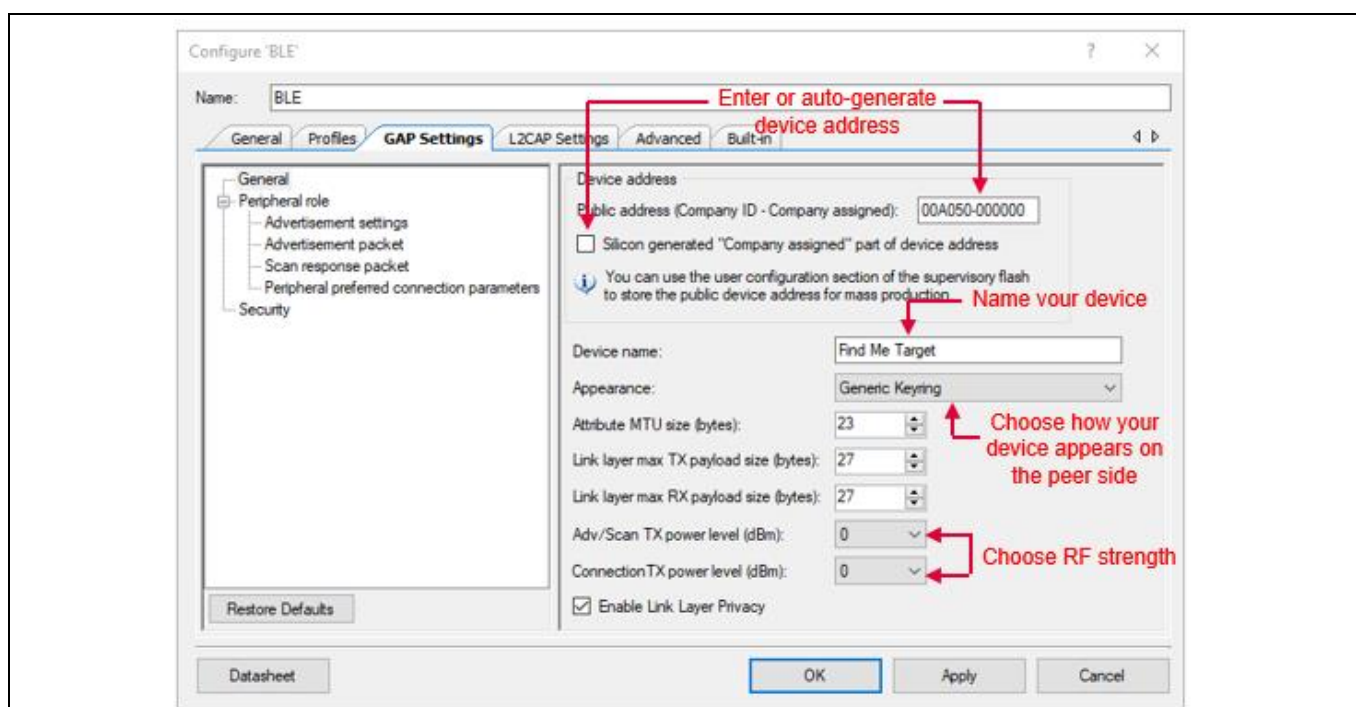 Configure 'BLE'
? ×
Name: BLE
Enter or auto-generate
device address
General Profiles GAP Settings L2CAP Settings Advanced Built-in
General
Peripheral role
Advertisement settings
Advertisement packet
Scan response packet
Peripheral preferred connection parameters
Security
Restore Defaults
Device address
Public address (Company ID - Company assigned): 00A050-000000
Silicon generated "Company assigned" part of device address
You can use the user configuration section of the supervisory flash
to store the public device address for mass production.
Name your device
Device name: Find Me Target
Appearance: Generic Keyring
Choose how your
device appears on
the peer side
Attribute MTU size (bytes): 23
Link layer max TX payload size (bytes): 27
Link layer max RX payload size (bytes): 27
Adv/Scan TX power level (dBm): 0
Choose RF strength
ConnectionTX power level (dBm): 0
Enable Link Layer Privacy
Datasheet OK Apply Cancel